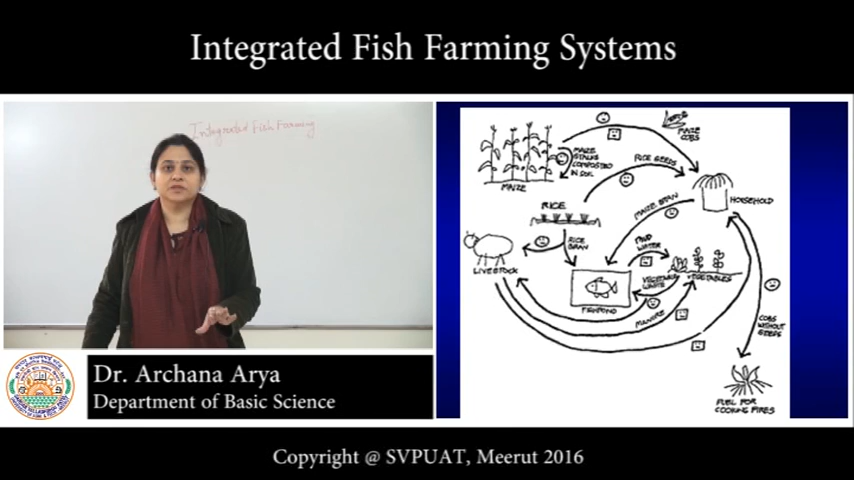 Integrated Fish Farming Systems
Integrated Fish Farming
Dr. Archana Arya
Department of Basic Science
MAIZE
COBS
MAIZE
STALKS
COMPOSTED
IN SOIL
MAIZE
RICE SEEDS
HOUSEHOLD
MAIZE BRAN
RICE
RICE
BRAN
POND
WATER
LIVESTOCK
VEGETABLES
VEGETABLE
WASTE
FISHPOND
MANURE
COBS
WITHOUT
SEEDS
FUEL FOR
COOKING FIRES
Copyright @ SVPUAT, Meerut 2016